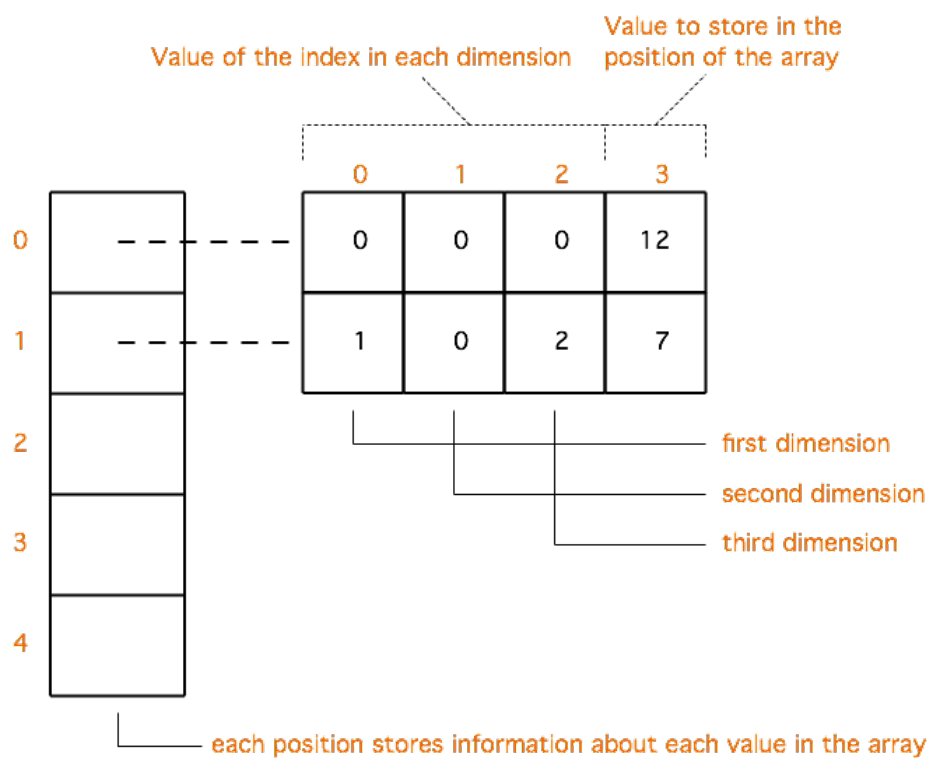 Value to store in the
Value of the index in each dimension position of the array
0 1 2 3
0 0 0 0 12
1 1 0 2 7
2 first dimension
second dimension
3 third dimension
4
each position stores information about each value in the array